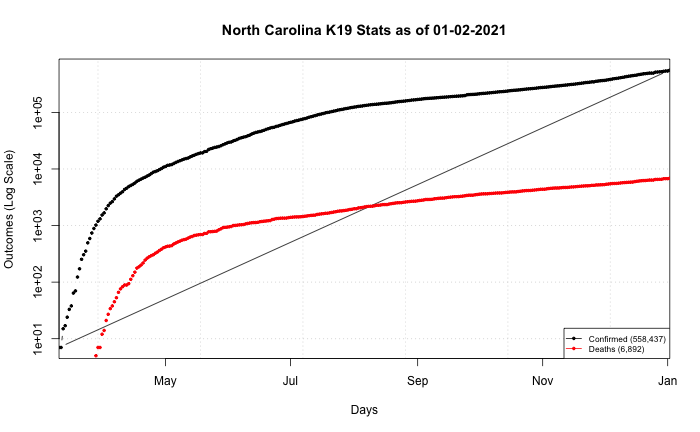 North Carolina K19 Stats as of 01-02-2021
Outcomes (Log Scale)
1e+05
1e+04
1e+03
1e+02
1e+01
Confirmed (558,437)
Deaths (6,892)
May
Jul
Sep
Nov
Jan
Days